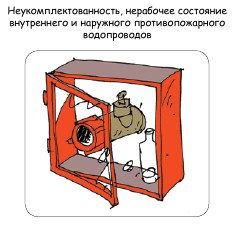 Неукомплектованность, нерабочее состояние
внутреннего и наружного противопожарного
водопроводов